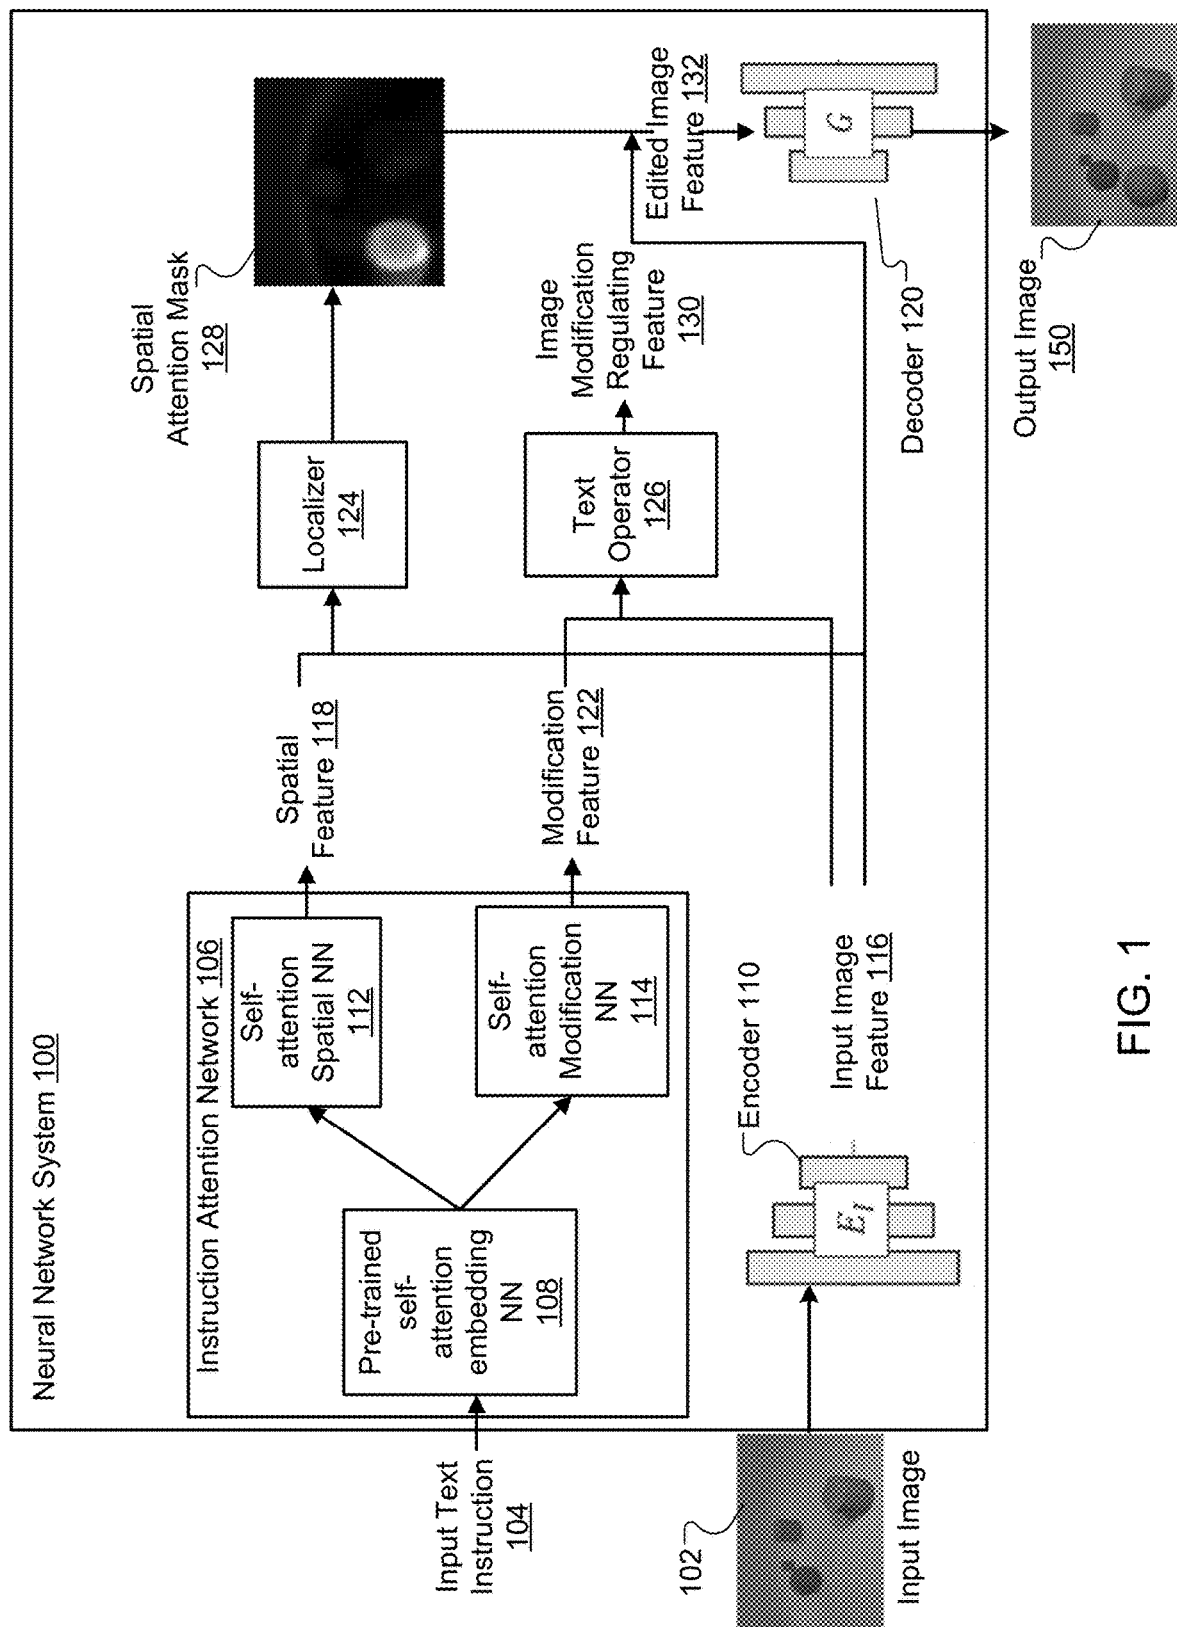 Neural Network System 100
Instruction Attention Network 106
Input Text
Instruction
104
Pre-trained
self-
attention
embedding
NN
108
Self-
attention
Spatial NN
112
Self-
attention
Modification
NN
114
Spatial
Feature 118
Modification
Feature 122
Localizer
124
Text
Operator
126
Spatial
Attention Mask
128
Image
Modification
Regulating
Feature
130
Edited Image
Feature 132
G
Decoder 120
102
Input Image
E_I
Encoder 110
Input Image
Feature 116
Output Image
150
FIG. 1